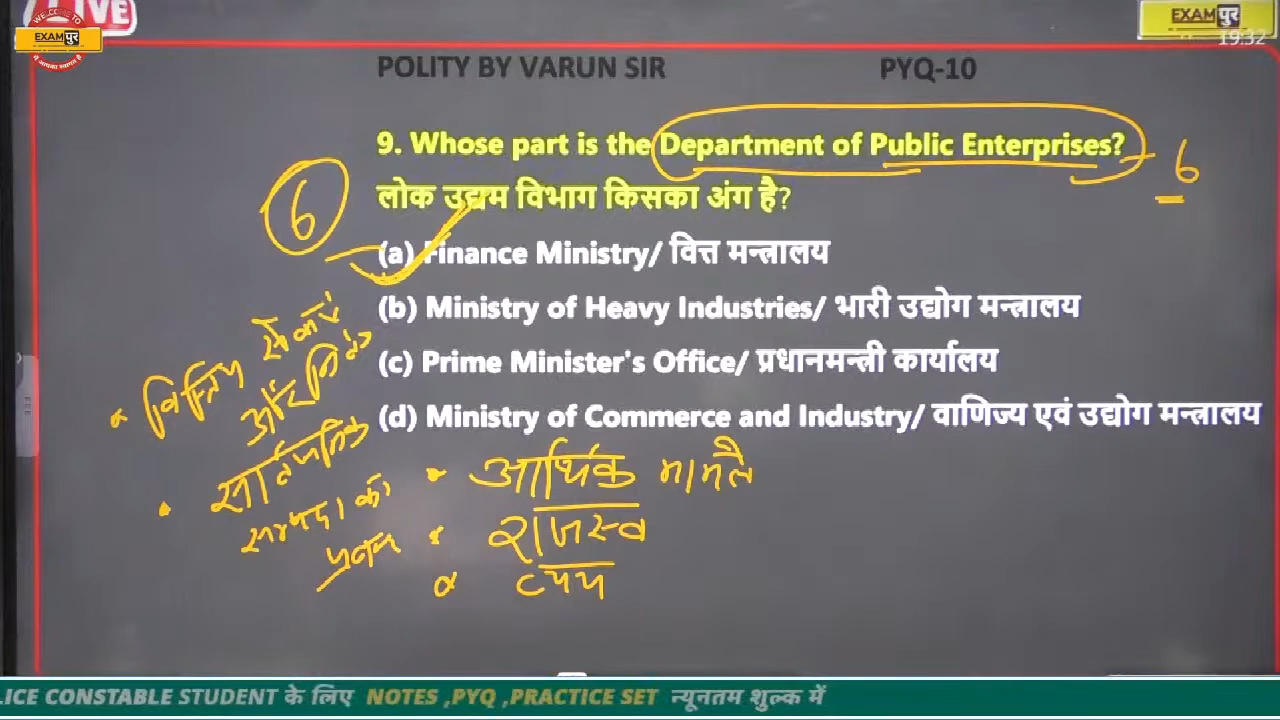 LIVE
WELCOME TO
EXAMपुर
EXAMपुर
19:32
POLITY BY VARUN SIR
PYQ-10
9. Whose part is the Department of Public Enterprises?
6
लोक उद्यम विभाग किसका अंग है?
6
(a) Finance Ministry/ वित्त मन्त्रालय
(b) Ministry of Heavy Industries/ भारी उद्योग मन्त्रालय
(c) Prime Minister's Office/ प्रधानमन्त्री कार्यालय
(d) Ministry of Commerce and Industry/ वाणिज्य एवं उद्योग मन्त्रालय
आर्थिक मामले
राजस्व
व्यय
LICE CONSTABLE STUDENT के लिए NOTES ,PYQ ,PRACTICE SET न्यूनतम शुल्क में